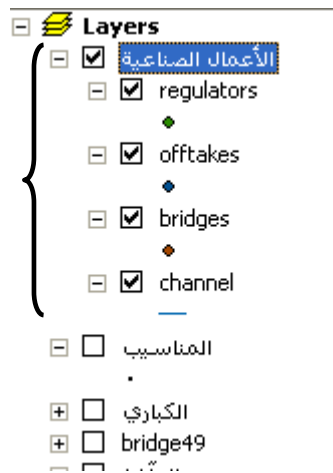 Layers
الأعمال الصناعية
regulators
offtakes
bridges
channel
المناسيب
الكباري
bridge49